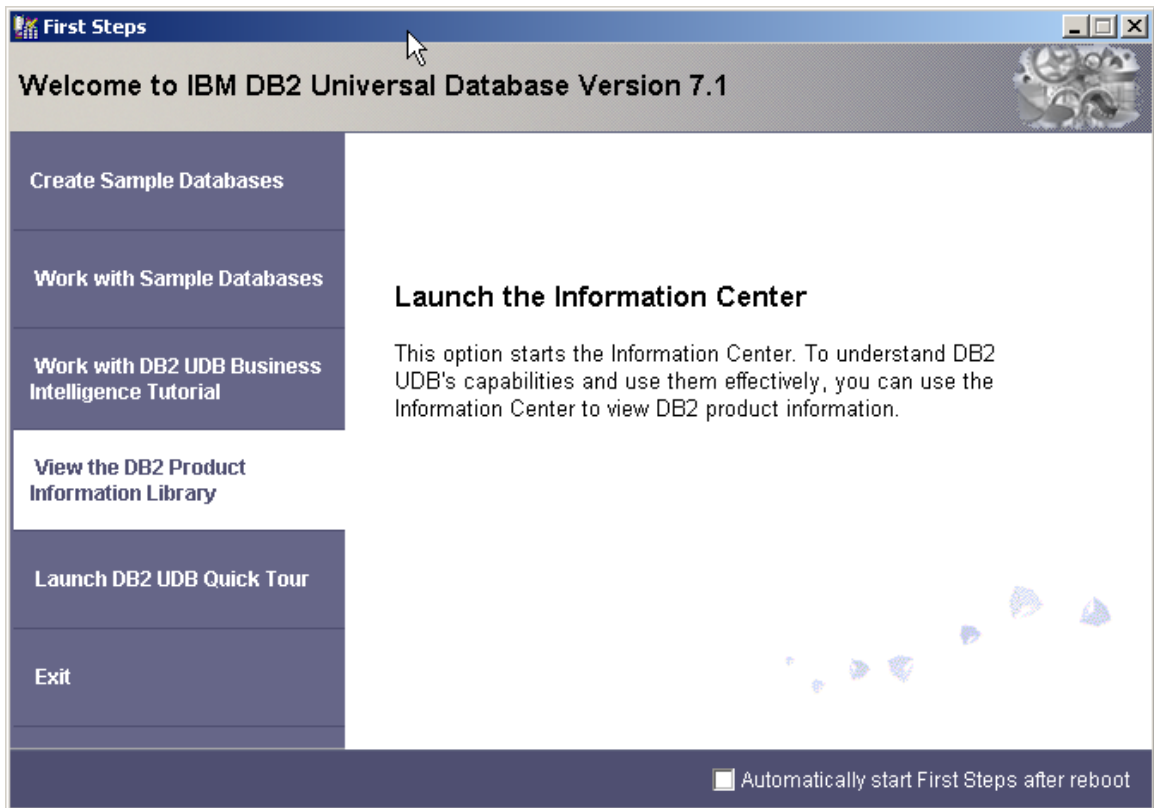 First Steps
Welcome to IBM DB2 Universal Database Version 7.1
Create Sample Databases
Work with Sample Databases
Work with DB2 UDB Business
Intelligence Tutorial
View the DB2 Product
Information Library
Launch DB2 UDB Quick Tour
Exit
Launch the Information Center
This option starts the Information Center. To understand DB2
UDB's capabilities and use them effectively, you can use the
Information Center to view DB2 product information.
Automatically start First Steps after reboot